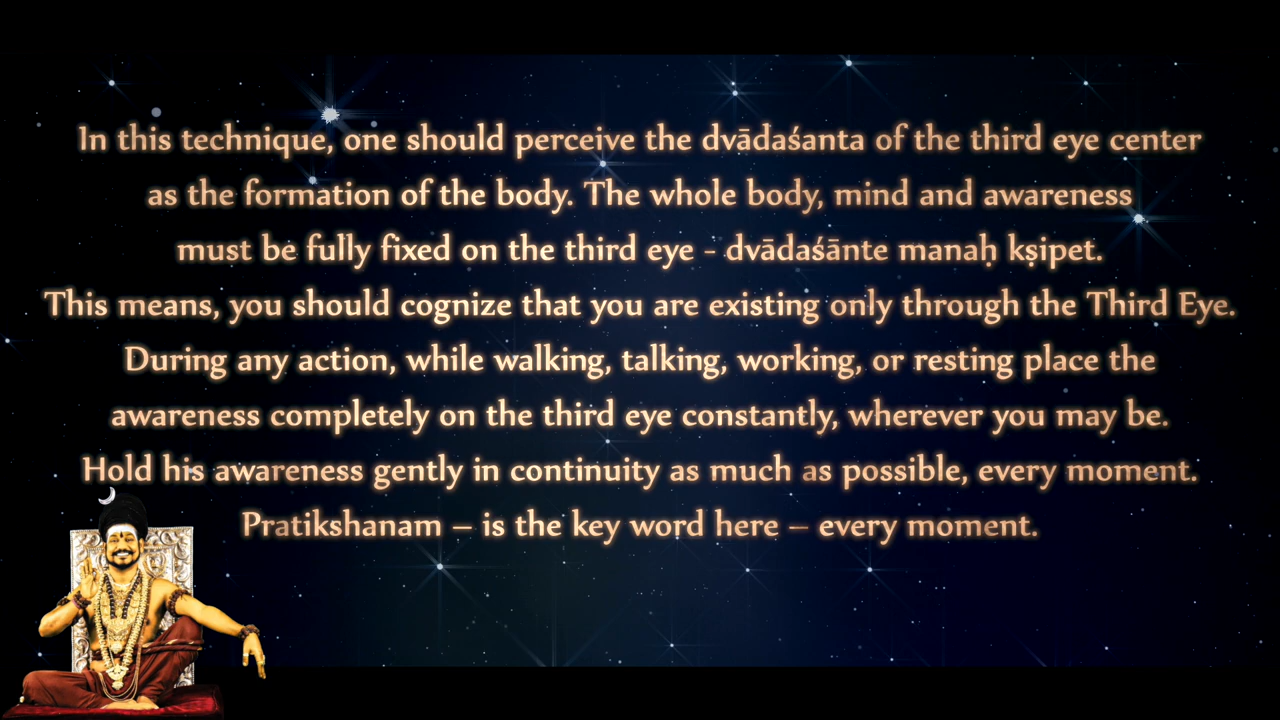 In this technique, one should perceive the dvādaśanta of the third eye center
as the formation of the body. The whole body, mind and awareness
must be fully fixed on the third eye - dvādaśānte manaḥ kṣipet.
This means, you should cognize that you are existing only through the Third Eye.
During any action, while walking, talking, working, or resting place the
awareness completely on the third eye constantly, wherever you may be.
Hold his awareness gently in continuity as much as possible, every moment.
Pratikshanam – is the key word here – every moment.